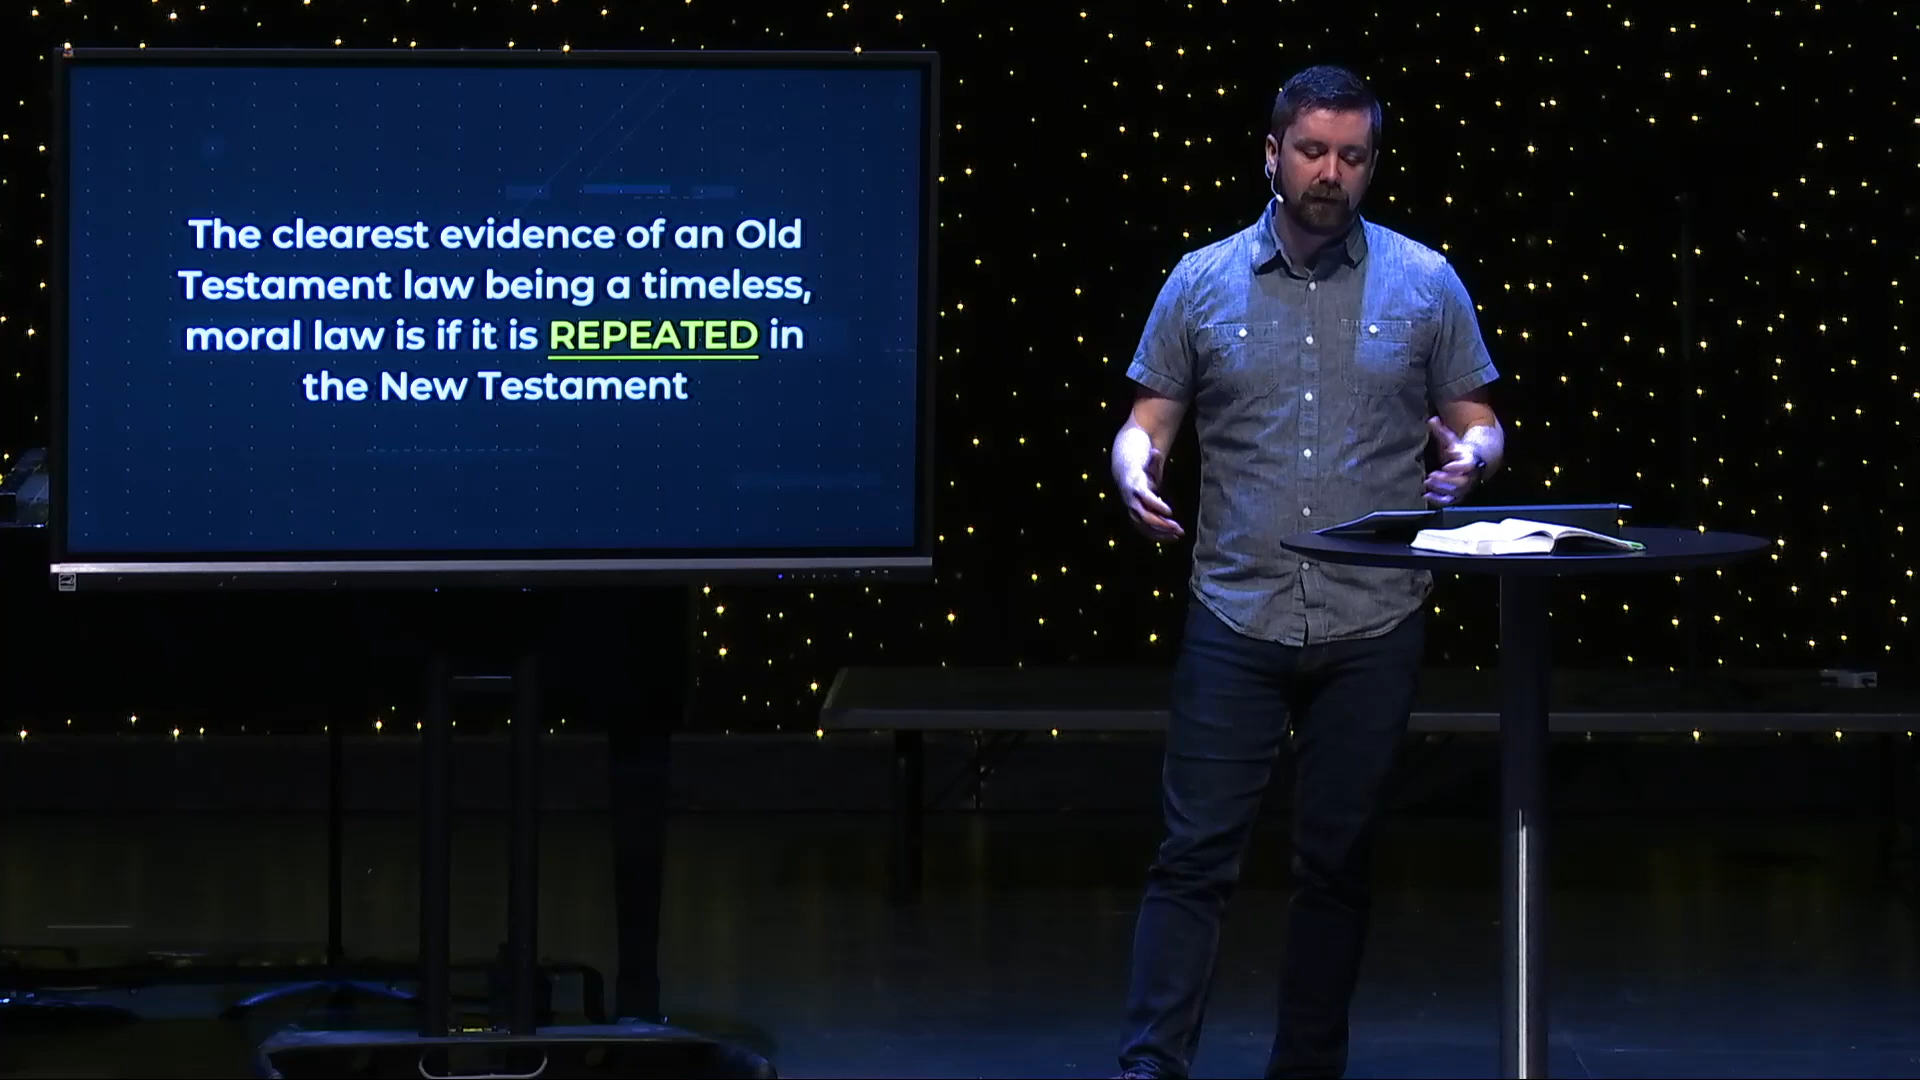 The clearest evidence of an Old
Testament law being a timeless,
moral law is if it is REPEATED in
the New Testament